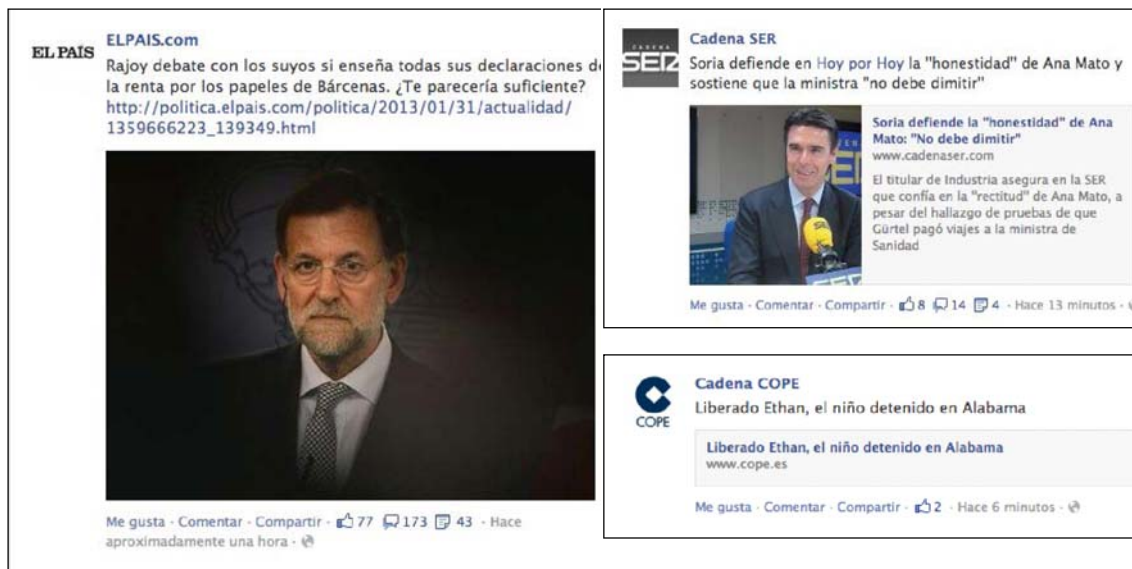 EL PAÍS
ELPAIS.com
Rajoy debate con los suyos si enseña todas sus declaraciones de
la renta por los papeles de Bárcenas. ¿Te parecería suficiente?
http://politica.elpais.com/politica/2013/01/31/actualidad/
1359666223_139349.html
Me gusta · Comentar · Compartir · 77 173 43 · Hace
aproximadamente una hora ·
CADENA
SER
Cadena SER
Soria defiende en Hoy por Hoy la "honestidad" de Ana Mato y
sostiene que la ministra "no debe dimitir"
Soria defiende la "honestidad" de Ana
Mato: "No debe dimitir"
www.cadenaser.com
El titular de Industria asegura en la SER
que confía en la "rectitud" de Ana Mato, a
pesar del hallazgo de pruebas de que
Gürtel pagó viajes a la ministra de
Sanidad
Me gusta · Comentar · Compartir · 8 14 4 · Hace 13 minutos ·
COPE
Cadena COPE
Liberado Ethan, el niño detenido en Alabama
Liberado Ethan, el niño detenido en Alabama
www.cope.es
Me gusta · Comentar · Compartir · 2 · Hace 6 minutos ·